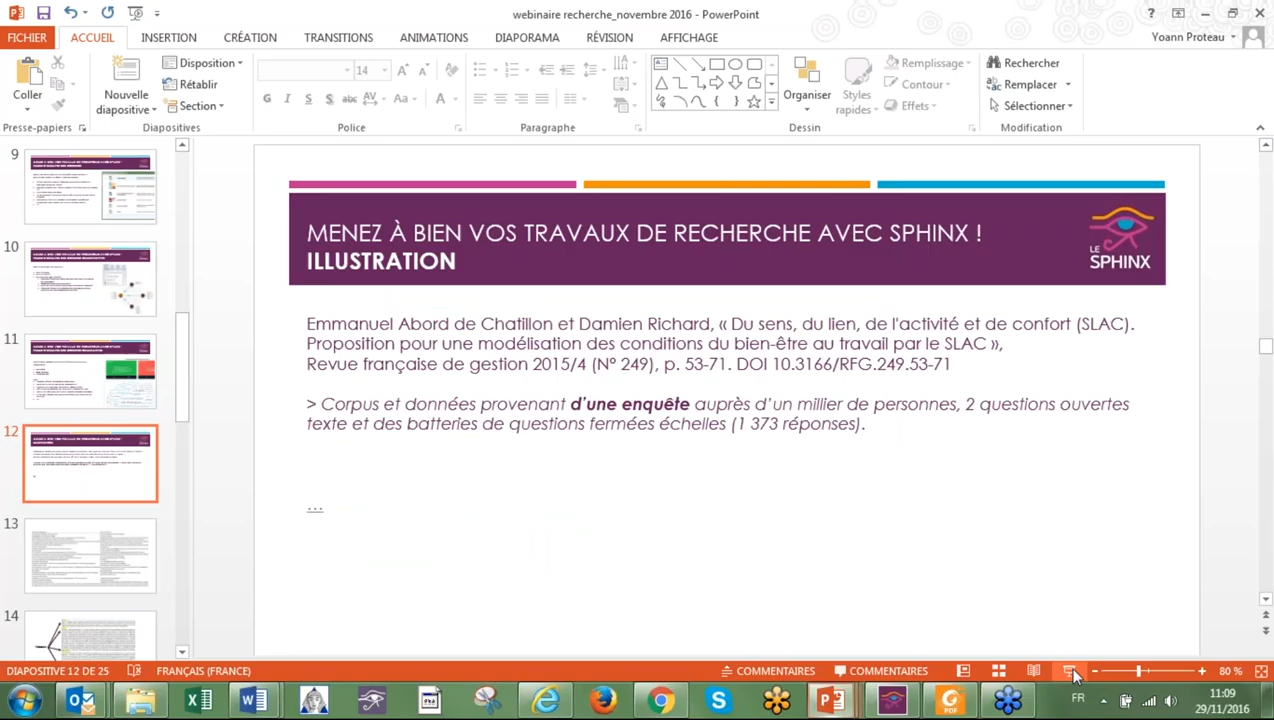 webinaire recherche_novembre 2016 - PowerPoint
?
FICHIER ACCUEIL INSERTION CRÉATION TRANSITIONS ANIMATIONS DIAPORAMA RÉVISION AFFICHAGE
Yoann Proteau
Coller
Presse-papiers
Nouvelle
diapositive
Disposition
Rétablir
Section
Diapositives
14
Police
Paragraphe
Organiser
Styles
rapides
Remplissage
Contour
Effets
Dessin
Rechercher
Remplacer
Sélectionner
Modification
9
10
11
12
13
14
MENEZ À BIEN VOS TRAVAUX DE RECHERCHE AVEC SPHINX !
ILLUSTRATION
LE
SPHINX
Emmanuel Abord de Chatillon et Damien Richard, « Du sens, du lien, de l'activité et de confort (SLAC).
Proposition pour une modélisation des conditions du bien-être au travail par le SLAC »,
Revue française de gestion 2015/4 (N° 249), p. 53-71. DOI 10.3166/RFG.249.53-71
> Corpus et données provenant d'une enquête auprès d'un millier de personnes, 2 questions ouvertes
texte et des batteries de questions fermées échelles (1 373 réponses).
...
DIAPOSITIVE 12 DE 25 FRANÇAIS (FRANCE) COMMENTAIRES COMMENTAIRES 80 %
FR
11:09
29/11/2016